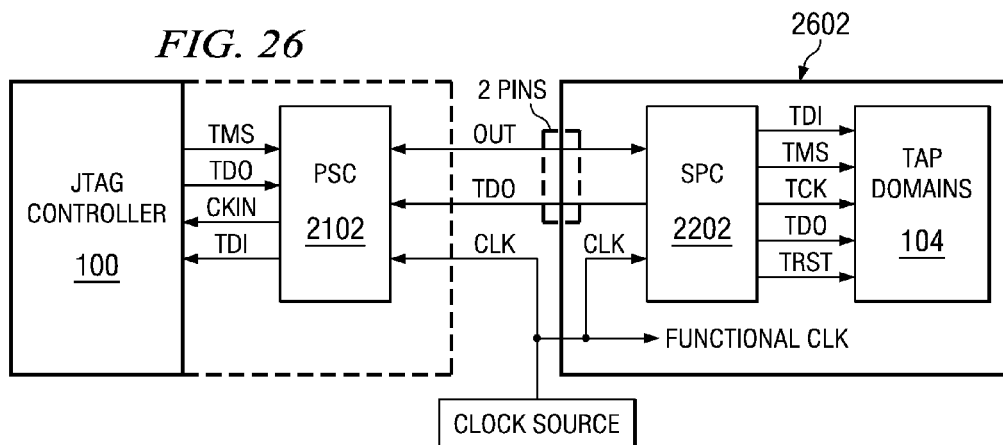 FIG. 26
2602
2 PINS
JTAG
CONTROLLER
100
TMS
TDO
CKIN
TDI
PSC
2102
OUT
TDO
CLK
CLK
SPC
2202
TDI
TMS
TCK
TDO
TRST
TAP
DOMAINS
104
FUNCTIONAL CLK
CLOCK SOURCE